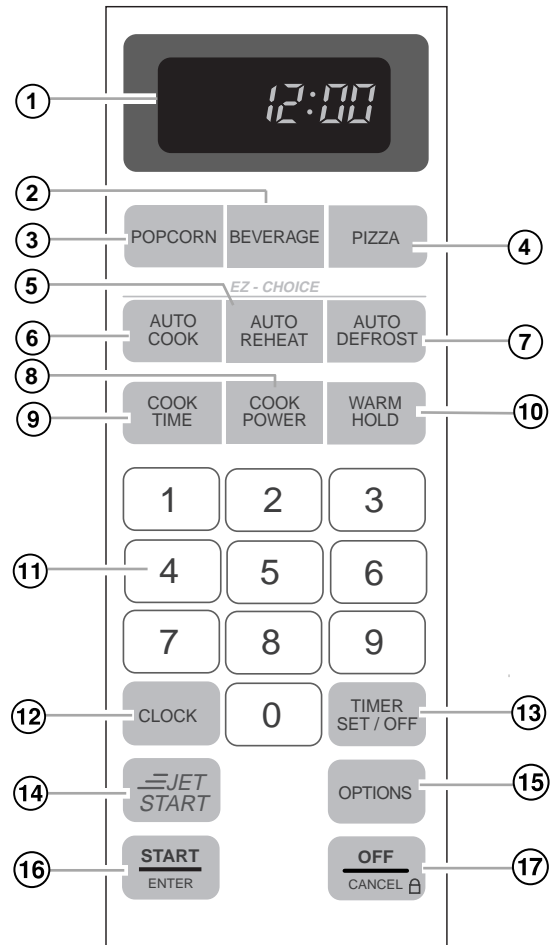 1
12:00
2
3
POPCORN
BEVERAGE
PIZZA
4
5
EZ - CHOICE
6
AUTO
COOK
AUTO
REHEAT
AUTO
DEFROST
7
8
9
COOK
TIME
COOK
POWER
WARM
HOLD
10
1
2
3
11
4
5
6
7
8
9
12
CLOCK
0
TIMER
SET / OFF
13
14
JET
START
OPTIONS
15
16
START
ENTER
OFF
CANCEL
17